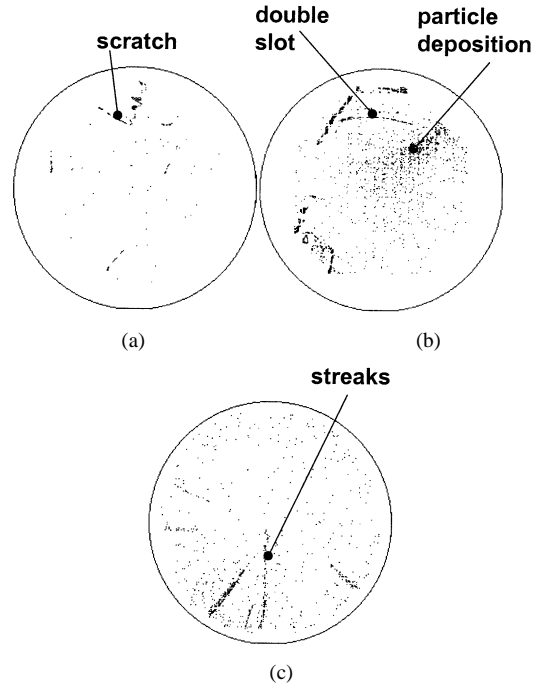 scratch
double
slot
particle
deposition
(a)
(b)
streaks
(c)